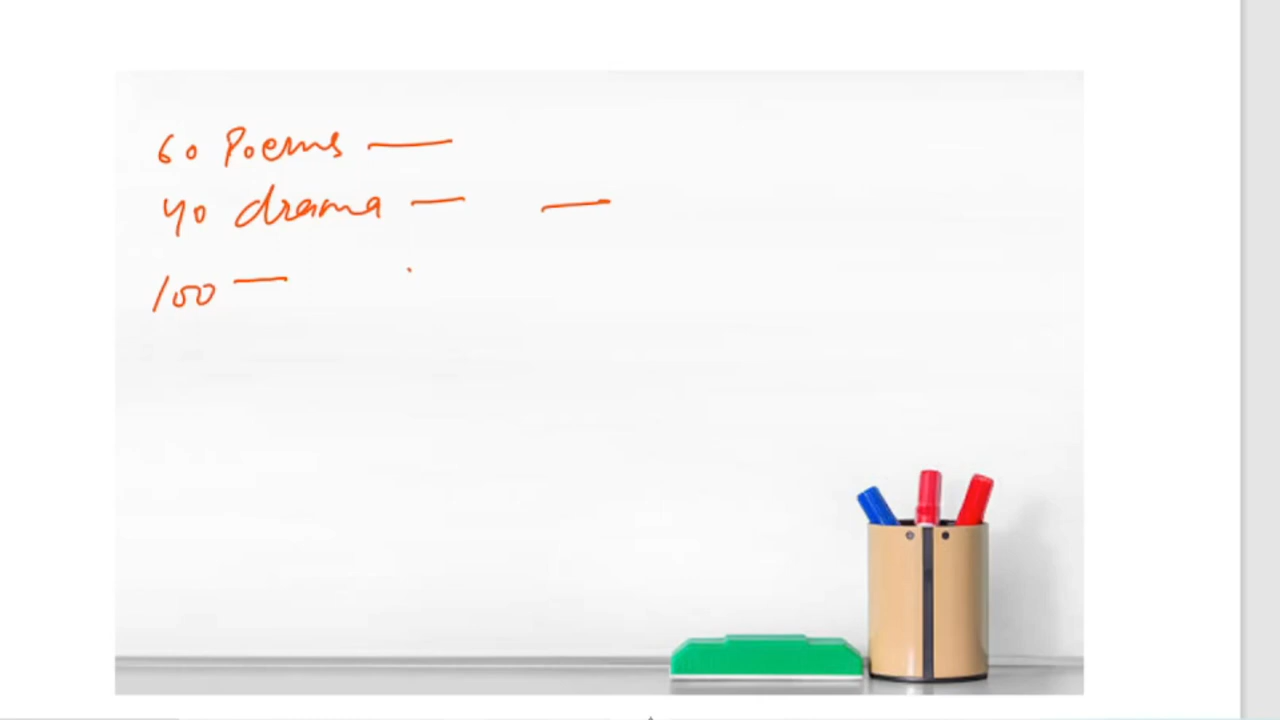 60 Poems —
40 drama — —
100 —